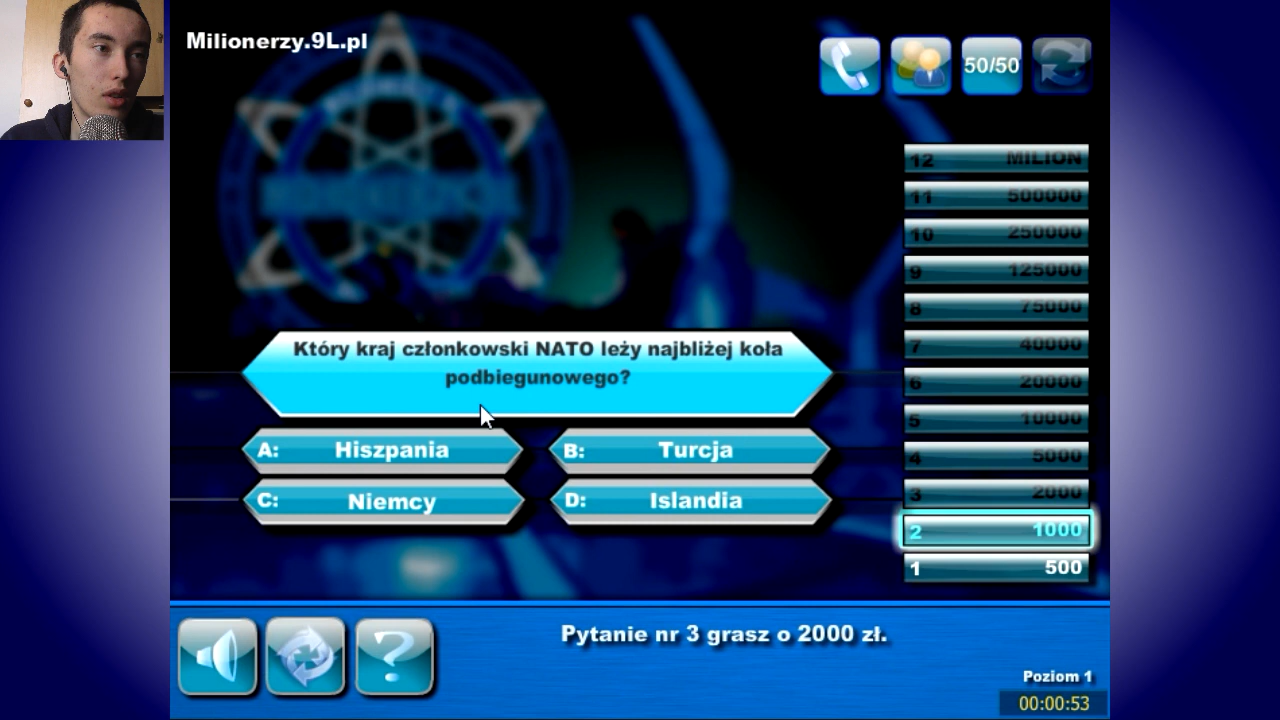 Milionerzy.9L.pl
50/50
12 MILION
11 500000
10 250000
9 125000
8 75000
7 40000
6 20000
5 10000
4 5000
3 2000
2 1000
1 500
Który kraj członkowski NATO leży najbliżej koła
podbiegunowego?
A: Hiszpania
B: Turcja
C: Niemcy
D: Islandia
Pytanie nr 3 grasz o 2000 zł.
Poziom 1
00:00:53